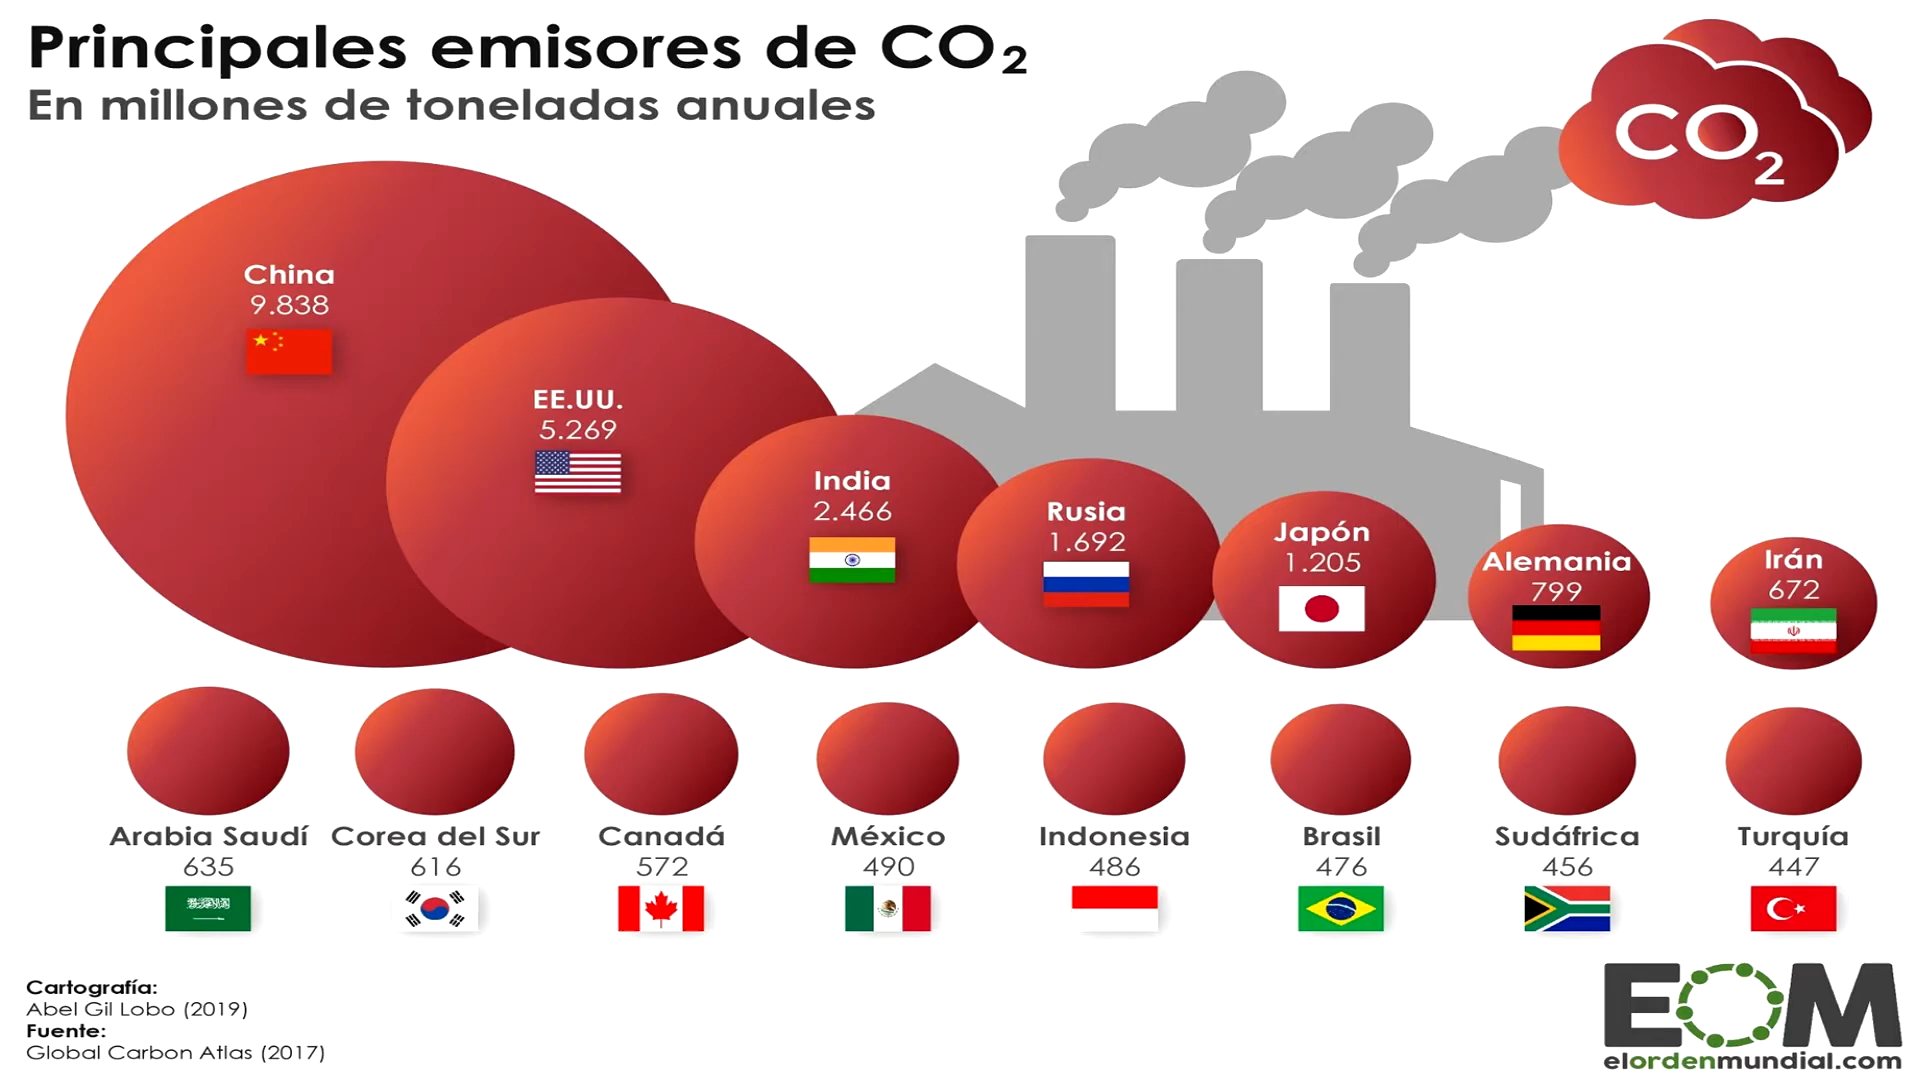 Principales emisores de CO₂
En millones de toneladas anuales
CO₂
China
9.838
EE.UU.
5.269
India
2.466
Rusia
1.692
Japón
1.205
Alemania
799
Irán
672
Arabia Saudí
635
Corea del Sur
616
Canadá
572
México
490
Indonesia
486
Brasil
476
Sudáfrica
456
Turquía
447
Cartografía:
Abel Gil Lobo (2019)
Fuente:
Global Carbon Atlas (2017)
EOM
elordenmundial.com